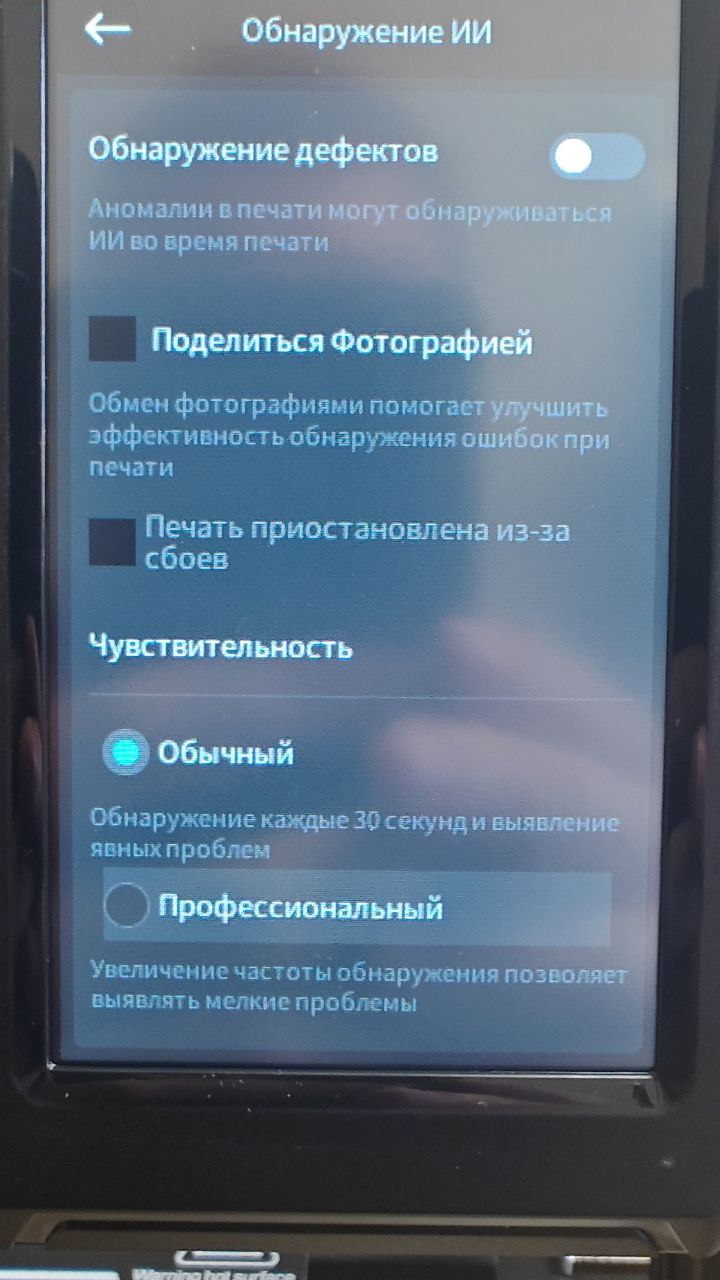 Обнаружение ИИ
Обнаружение дефектов
Аномалии в печати могут обнаруживаться
ИИ во время печати
Поделиться Фотографией
Обмен фотографиями помогает улучшить
эффективность обнаружения ошибок при
печати
Печать приостановлена из-за
сбоев
Чувствительность
Обычный
Обнаружение каждые 30 секунд и выявление
явных проблем
Профессиональный
Увеличение частоты обнаружения позволяет
выявлять мелкие проблемы
Warning hot surface